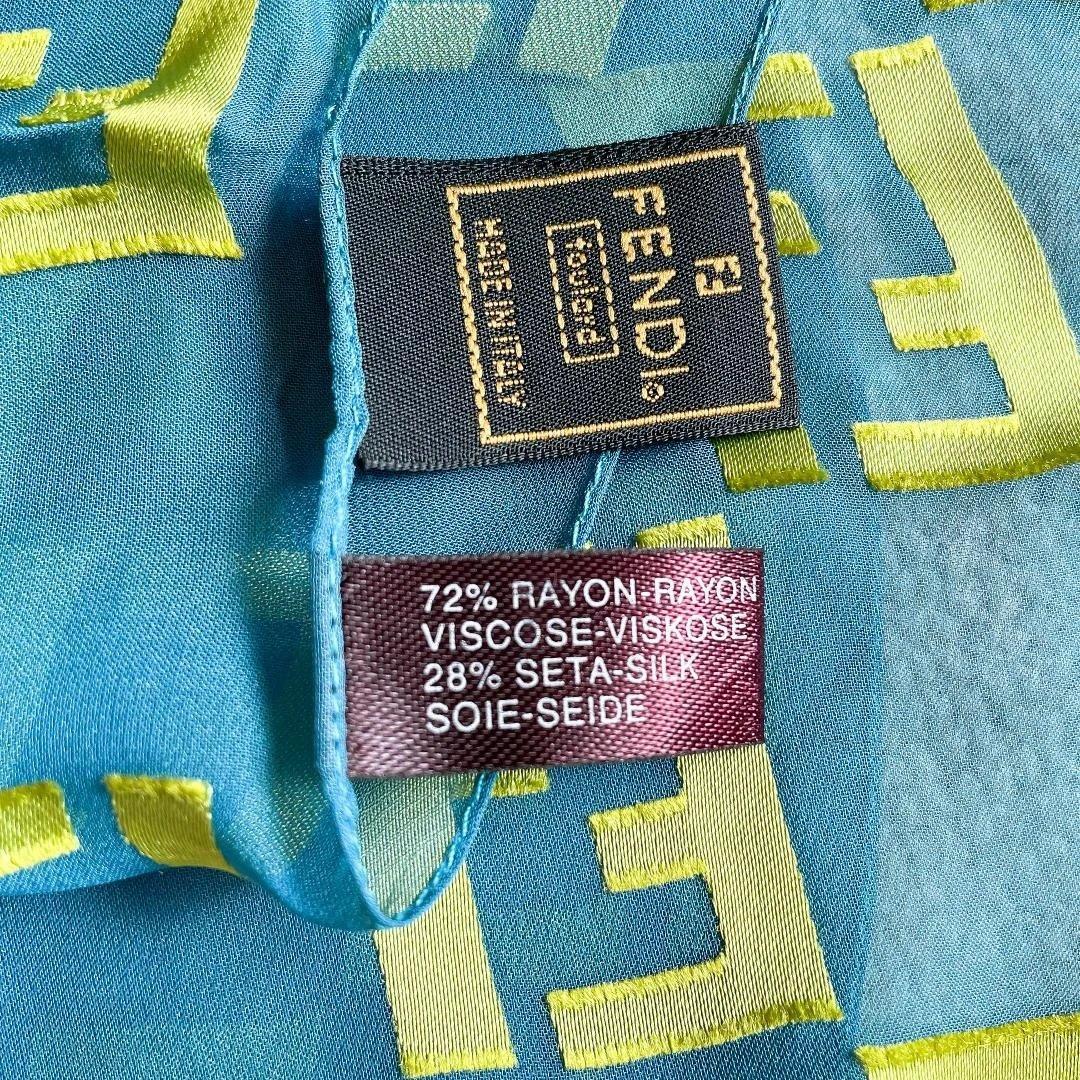 FF
FENDI®
foulard
MADE IN ITALY
72% RAYON-RAYON
VISCOSE-VISKOSE
28% SETA-SILK
SOIE-SEIDE